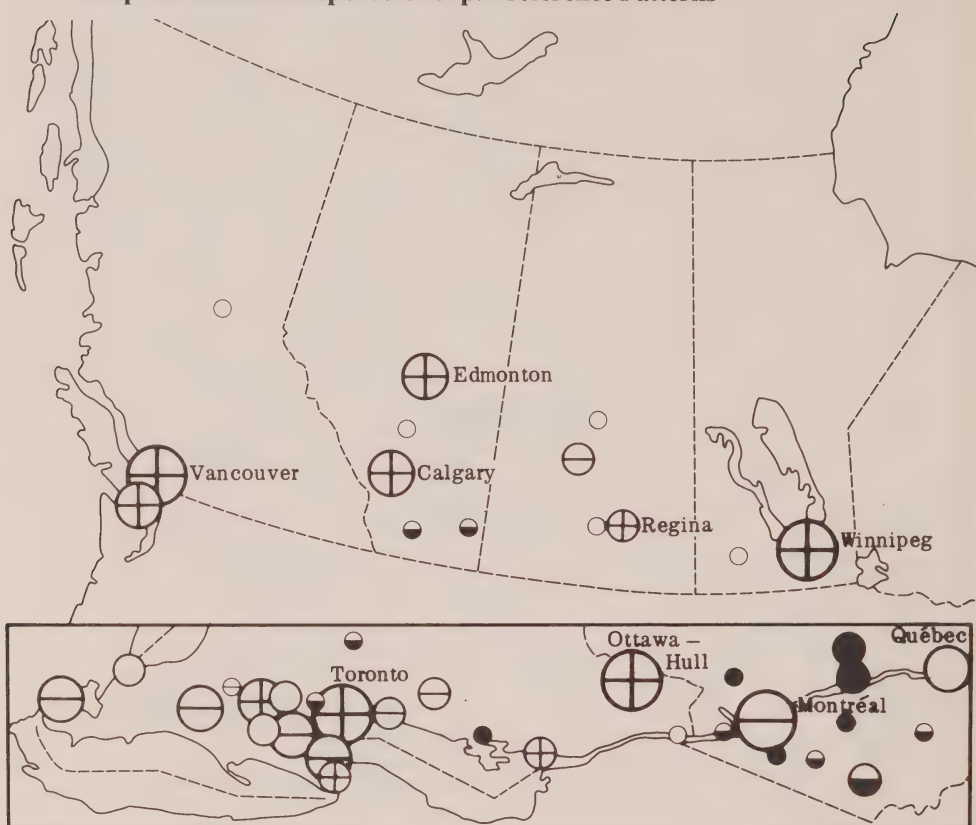 Edmonton
Vancouver
Calgary
Regina
Winnipeg
Ottawa –
Hull
Québec
Toronto
Montréal